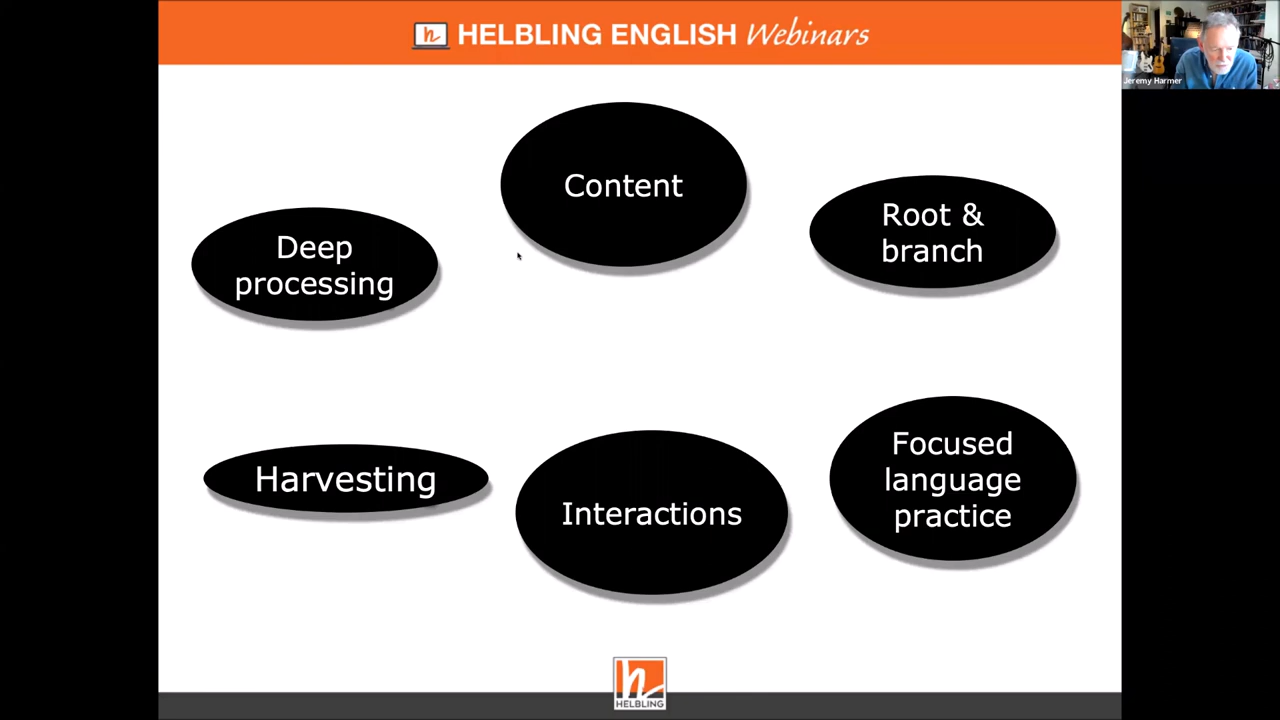 HELBLING ENGLISH Webinars
Jeremy Harmer
Content
Root &
branch
Deep
processing
Harvesting
Interactions
Focused
language
practice
HELBLING